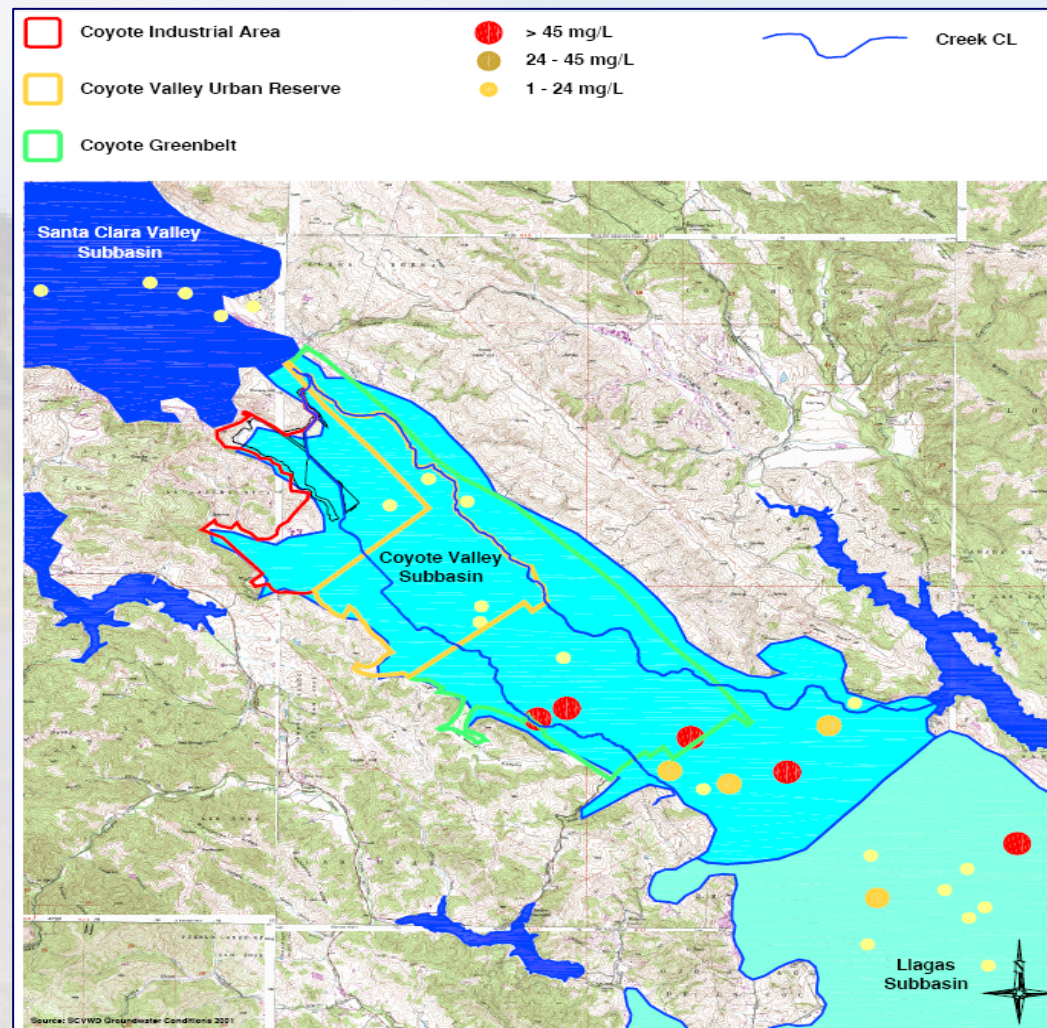 Coyote Industrial Area
> 45 mg/L
Creek CL
24 - 45 mg/L
Coyote Valley Urban Reserve
1 - 24 mg/L
Coyote Greenbelt
Santa Clara Valley
Subbasin
Coyote Valley
Subbasin
Llagas
Subbasin
Source: SCVWD Groundwater Conditions 2001